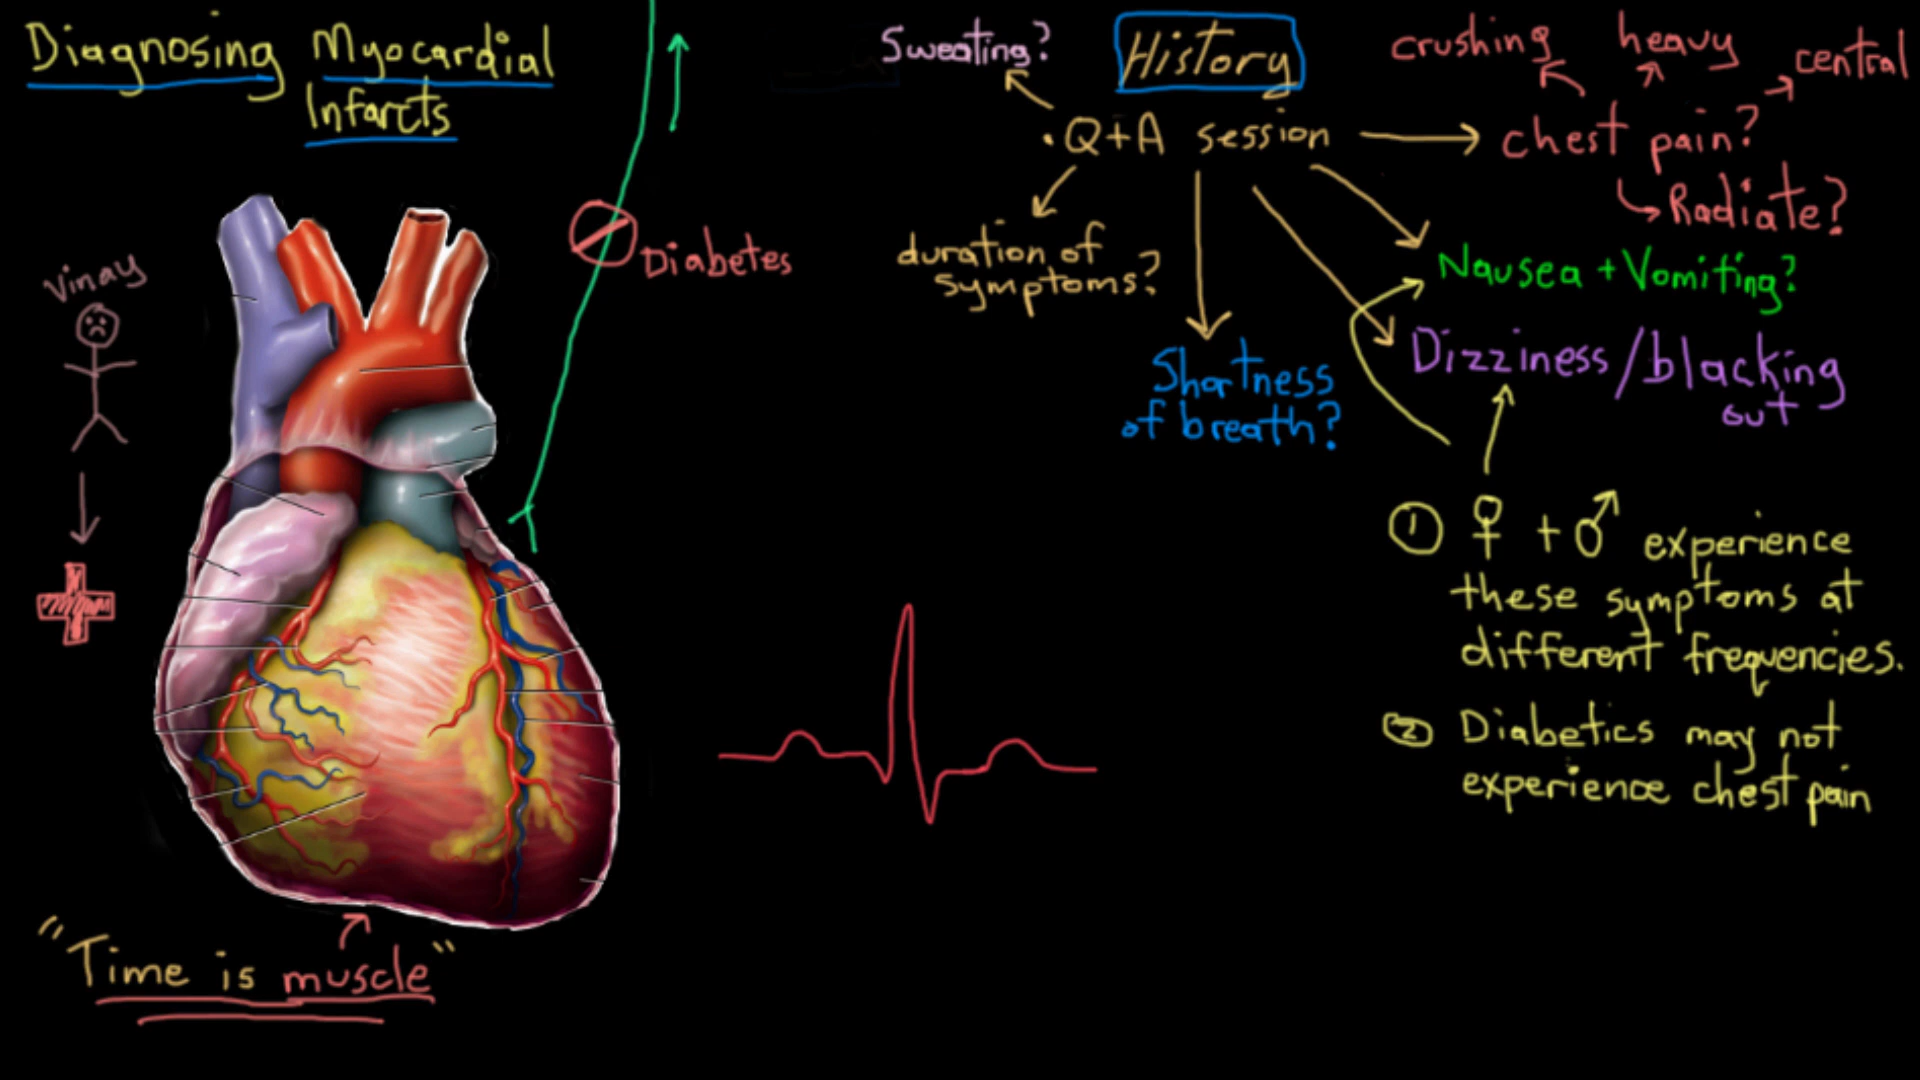 Diagnosing Myocardial
Infarcts
Vinay
"Time is muscle"
Diabetes
History
Sweating?
• Q+A session
duration of
symptoms?
Shortness
of breath?
crushing heavy central
chest pain?
Radiate?
Nausea + Vomiting?
Dizziness/blacking
out
① ♀ + ♂ experience
these symptoms at
different frequencies.
② Diabetics may not
experience chest pain